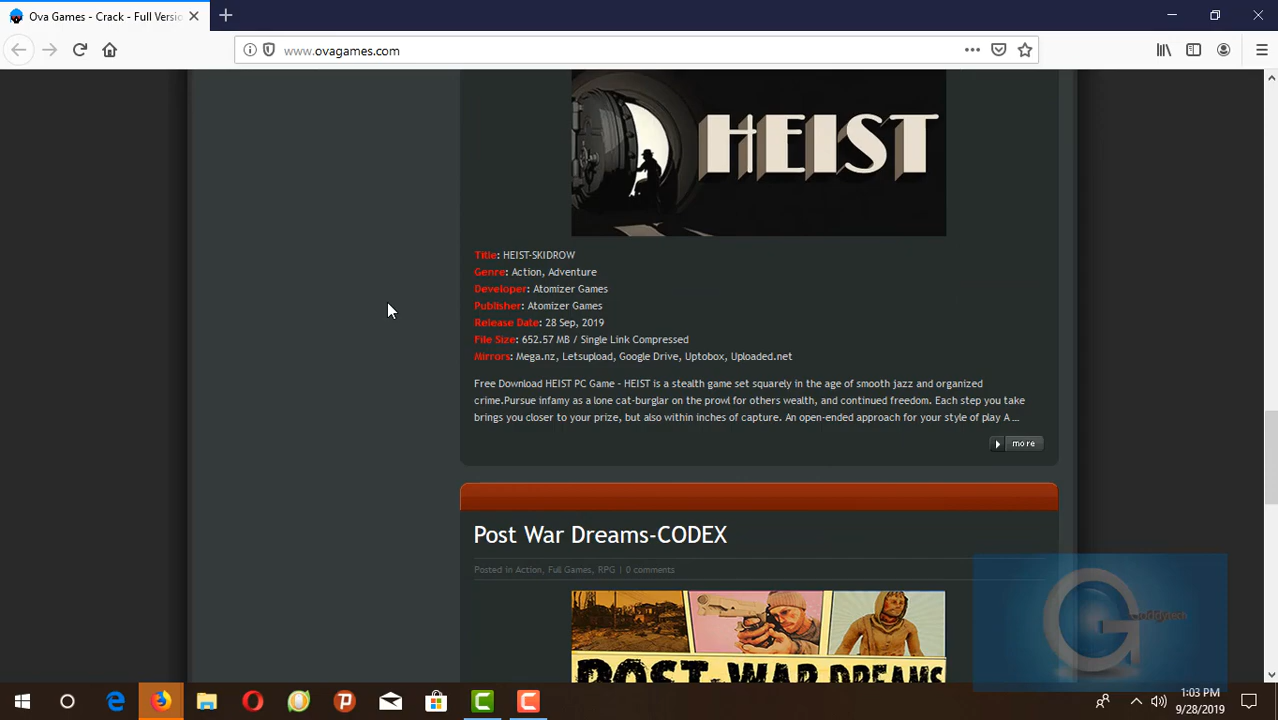 Ova Games - Crack - Full Versio
www.ovagames.com
HEIST
Title: HEIST-SKIDROW
Genre: Action, Adventure
Developer: Atomizer Games
Publisher: Atomizer Games
Release Date: 28 Sep, 2019
File Size: 652.57 MB / Single Link Compressed
Mirrors: Mega.nz, Letsupload, Google Drive, Uptobox, Uploaded.net
Free Download HEIST PC Game – HEIST is a stealth game set squarely in the age of smooth jazz and organized
crime.Pursue infamy as a lone cat-burglar on the prowl for others wealth, and continued freedom. Each step you take
brings you closer to your prize, but also within inches of capture. An open-ended approach for your style of play A ...
more
Post War Dreams-CODEX
Posted in Action, Full Games, RPG | 0 comments
POST WAR DREAMS
1:03 PM
9/28/2019